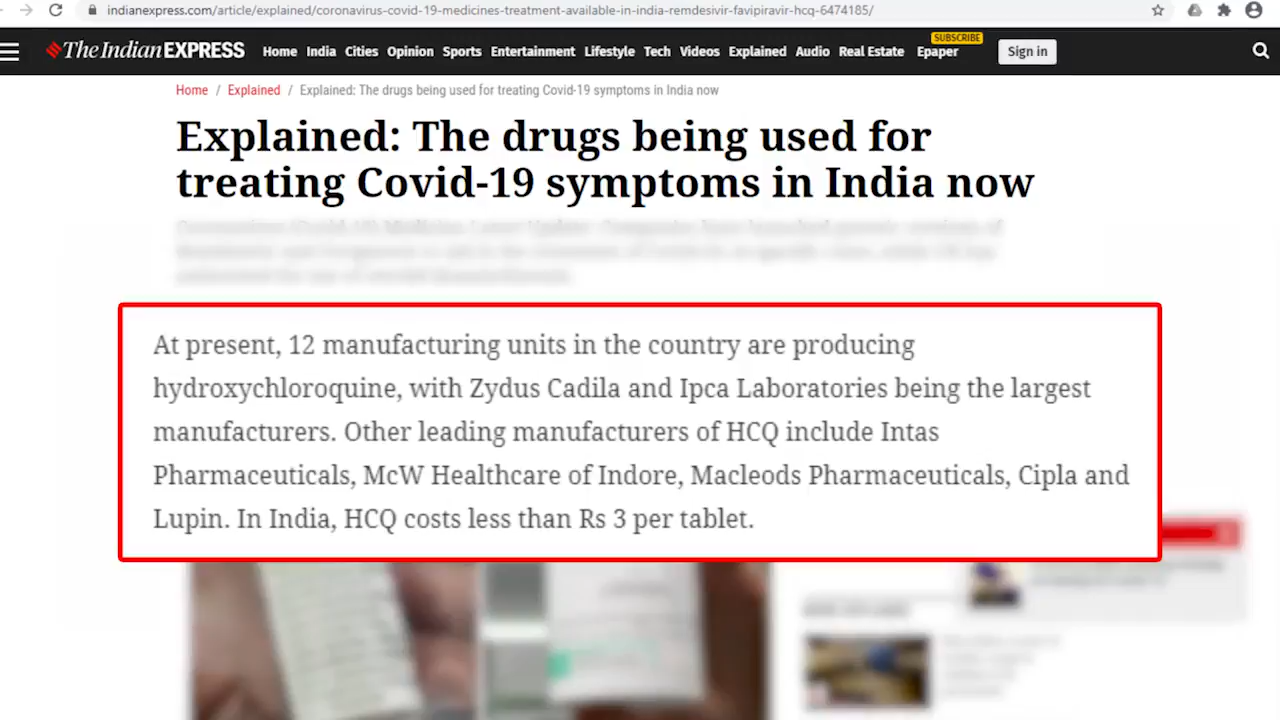 indianexpress.com/article/explained/coronavirus-covid-19-medicines-treatment-available-in-india-remdesivir-favipiravir-hcq-6474185/
The Indian EXPRESS Home India Cities Opinion Sports Entertainment Lifestyle Tech Videos Explained Audio Real Estate Epaper SUBSCRIBE Sign in
Home / Explained / Explained: The drugs being used for treating Covid-19 symptoms in India now
Explained: The drugs being used for
treating Covid-19 symptoms in India now
At present, 12 manufacturing units in the country are producing
hydroxychloroquine, with Zydus Cadila and Ipca Laboratories being the largest
manufacturers. Other leading manufacturers of HCQ include Intas
Pharmaceuticals, McW Healthcare of Indore, Macleods Pharmaceuticals, Cipla and
Lupin. In India, HCQ costs less than Rs 3 per tablet.